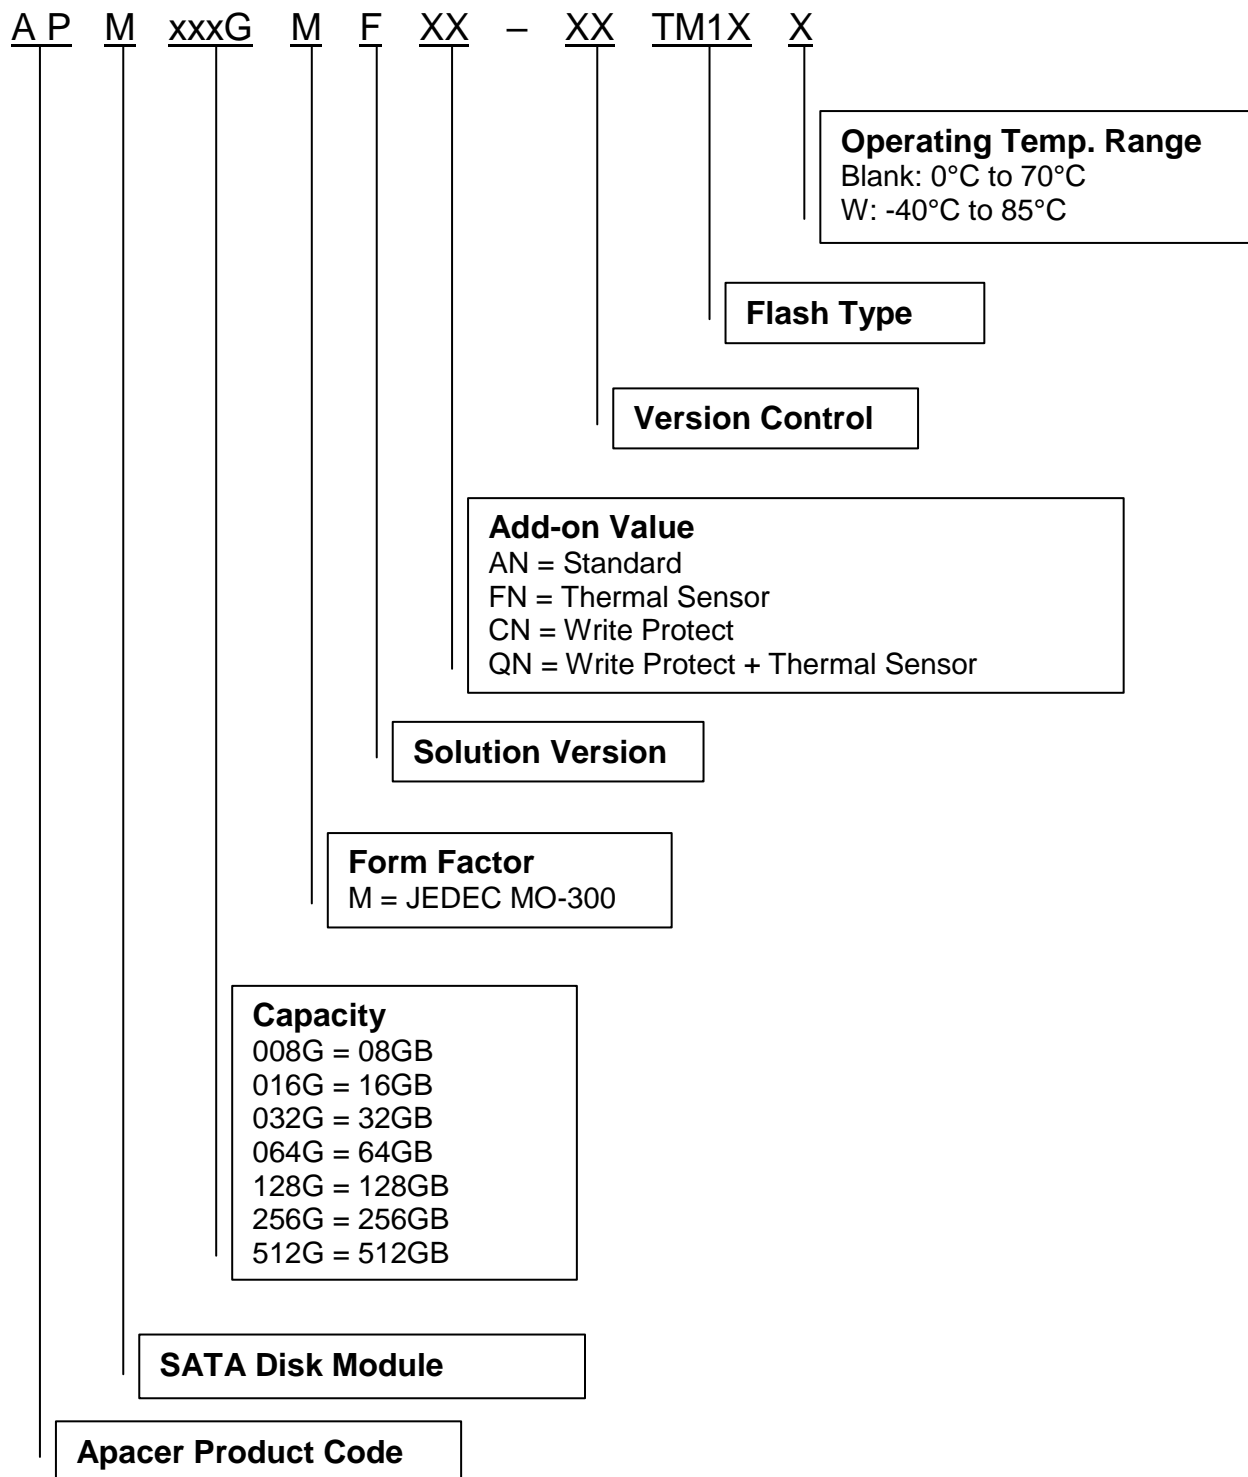 A P M xxxG M F XX – XX TM1X X
Operating Temp. Range
Blank: 0°C to 70°C
W: -40°C to 85°C
Flash Type
Version Control
Add-on Value
AN = Standard
FN = Thermal Sensor
CN = Write Protect
QN = Write Protect + Thermal Sensor
Solution Version
Form Factor
M = JEDEC MO-300
Capacity
008G = 08GB
016G = 16GB
032G = 32GB
064G = 64GB
128G = 128GB
256G = 256GB
512G = 512GB
SATA Disk Module
Apacer Product Code